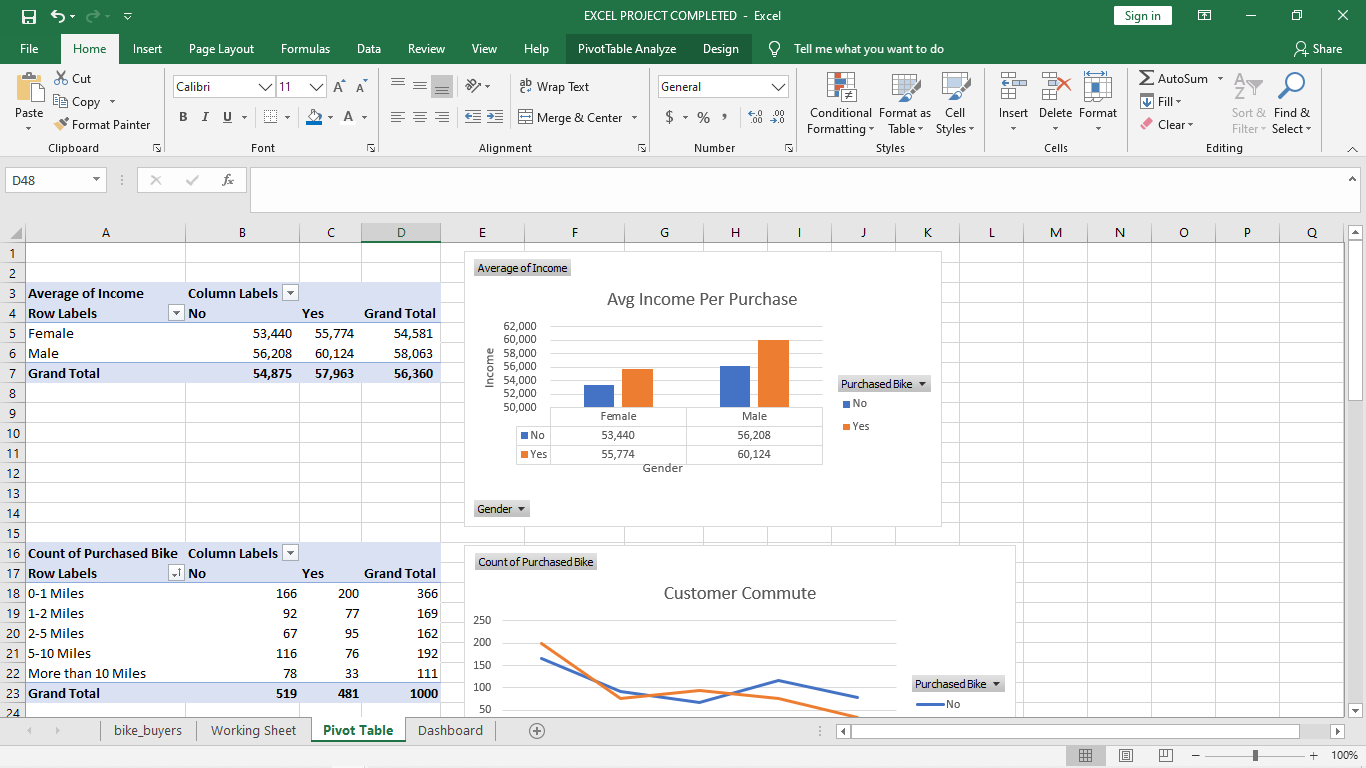 EXCEL PROJECT COMPLETED - Excel
Sign in
File Home Insert Page Layout Formulas Data Review View Help PivotTable Analyze Design Tell me what you want to do Share
Paste
Cut
Copy
Format Painter
Clipboard
Calibri 11 A A
B I U A
Font
ab Wrap Text
Merge & Center
Alignment
General
$ % ,
Number
Conditional Formatting
Format as Table
Cell Styles
Styles
Insert Delete Format
Cells
AutoSum
Fill
Clear
Sort & Filter
Find & Select
Editing
D48 fx
A B C D E F G H I J K L M N O P Q
1
2
3 Average of Income Column Labels
4 Row Labels No Yes Grand Total
5 Female 53,440 55,774 54,581
6 Male 56,208 60,124 58,063
7 Grand Total 54,875 57,963 56,360
8
9
10
11
12
13
14
15
16 Count of Purchased Bike Column Labels
17 Row Labels No Yes Grand Total
18 0-1 Miles 166 200 366
19 1-2 Miles 92 77 169
20 2-5 Miles 67 95 162
21 5-10 Miles 116 76 192
22 More than 10 Miles 78 33 111
23 Grand Total 519 481 1000
24
Average of Income
Avg Income Per Purchase
Income
62,000
60,000
58,000
56,000
54,000
52,000
50,000
Female Male
No 53,440 56,208
Yes 55,774 60,124
Gender
Purchased Bike
No
Yes
Gender
Count of Purchased Bike
Customer Commute
250
200
150
100
50
Purchased Bike
No
bike_buyers Working Sheet Pivot Table Dashboard
100%